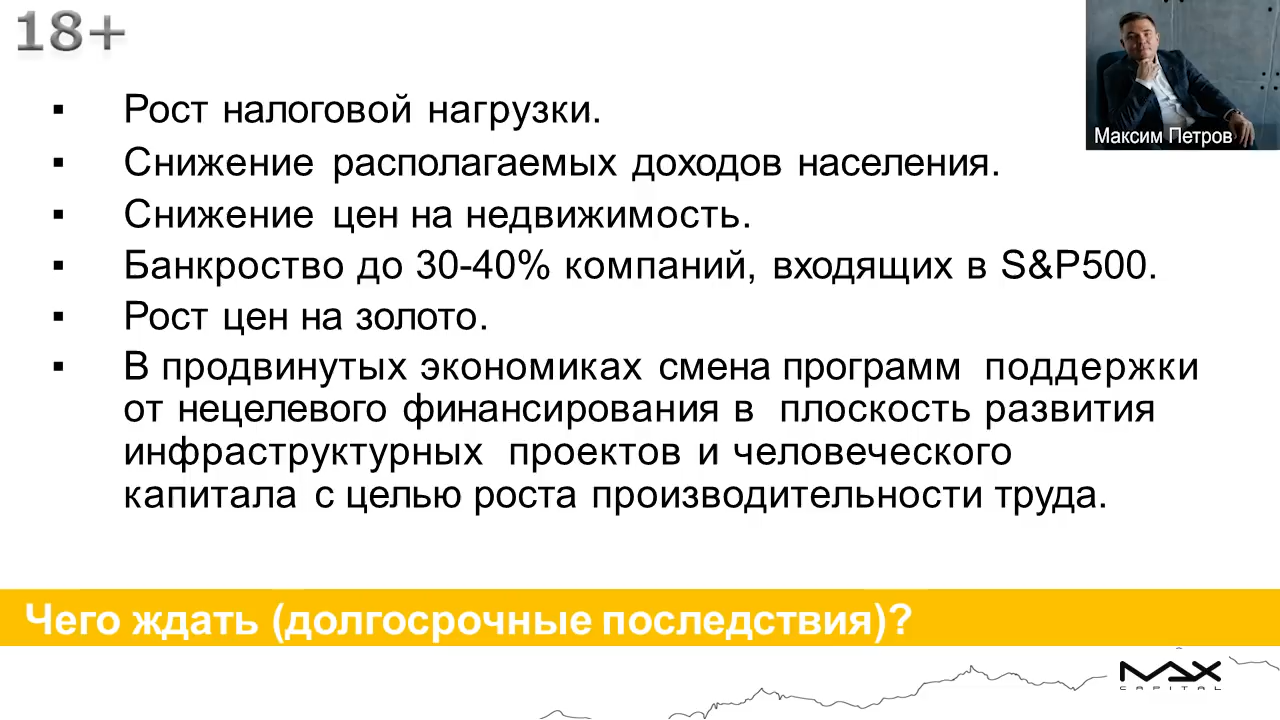 18+
Максим Петров
▪ Рост налоговой нагрузки.
▪ Снижение располагаемых доходов населения.
▪ Снижение цен на недвижимость.
▪ Банкроство до 30-40% компаний, входящих в S&P500.
▪ Рост цен на золото.
▪ В продвинутых экономиках смена программ поддержки
от нецелевого финансирования в плоскость развития
инфраструктурных проектов и человеческого
капитала с целью роста производительности труда.
Чего ждать (долгосрочные последствия)?
MAX
CAPITAL